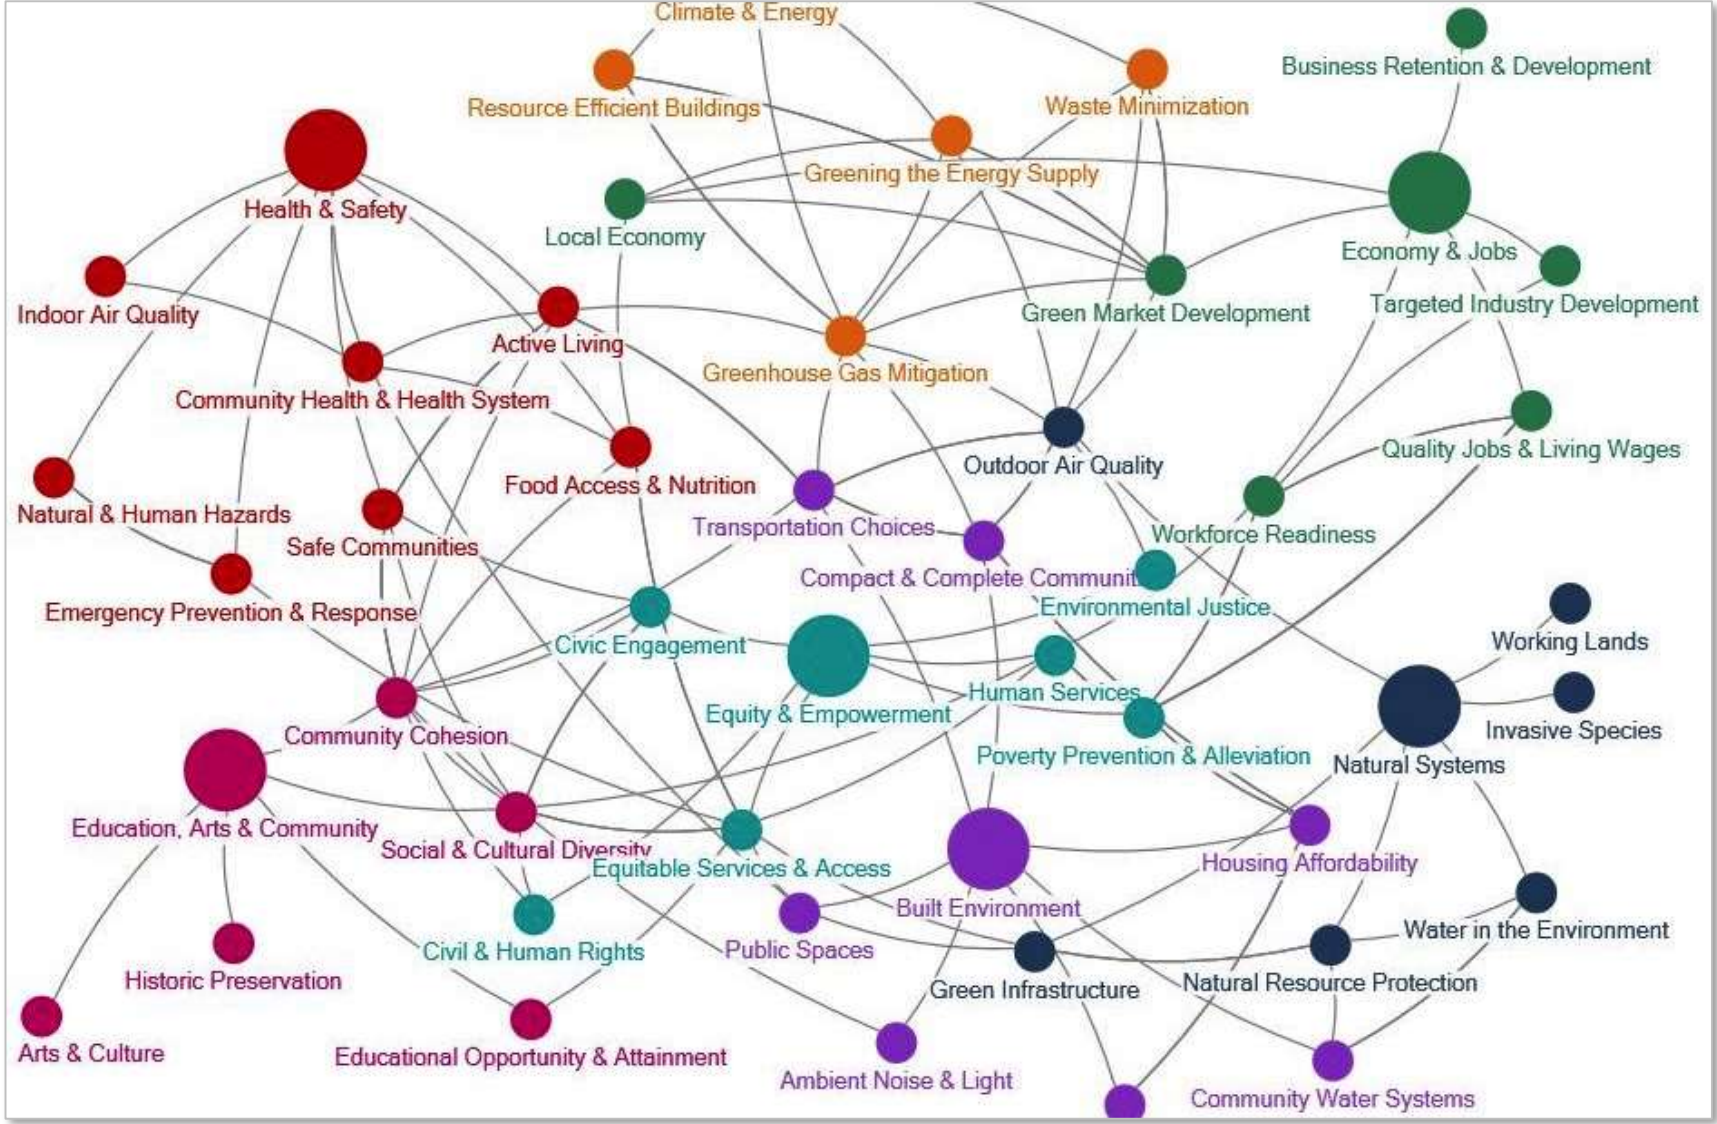 Climate & Energy
Business Retention & Development
Resource Efficient Buildings
Waste Minimization
Greening the Energy Supply
Health & Safety
Local Economy
Economy & Jobs
Indoor Air Quality
Green Market Development
Targeted Industry Development
Active Living
Greenhouse Gas Mitigation
Community Health & Health System
Quality Jobs & Living Wages
Outdoor Air Quality
Food Access & Nutrition
Natural & Human Hazards
Transportation Choices
Workforce Readiness
Safe Communities
Compact & Complete Communit
Environmental Justice
Emergency Prevention & Response
Civic Engagement
Working Lands
Human Services
Equity & Empowerment
Invasive Species
Community Cohesion
Poverty Prevention & Alleviation
Natural Systems
Education, Arts & Community
Social & Cultural Diversity
Equitable Services & Access
Housing Affordability
Built Environment
Water in the Environment
Civil & Human Rights
Public Spaces
Historic Preservation
Green Infrastructure
Natural Resource Protection
Arts & Culture
Educational Opportunity & Attainment
Ambient Noise & Light
Community Water Systems